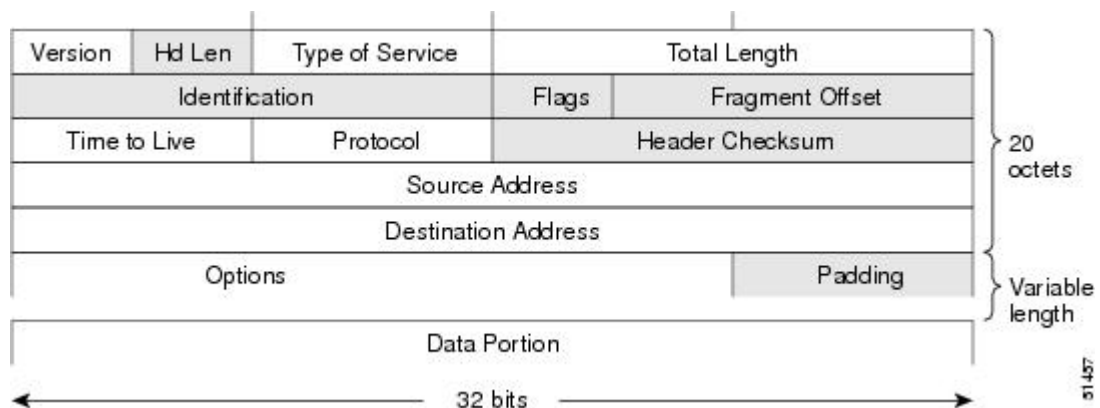 Version Hd Len Type of Service Total Length
Identification Flags Fragment Offset
Time to Live Protocol Header Checksum
20
octets
Source Address
Destination Address
Options Padding
Variable
length
Data Portion
32 bits
51457